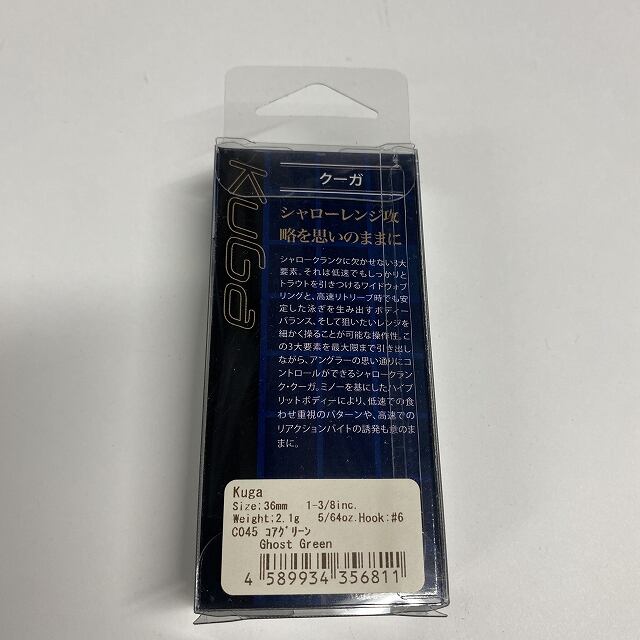 KUGa
クーガ
シャローレンジ攻
略を思いのままに
シャロークランクに欠かせない3大
要素。それは低速でもしっかりと
トラウトを引きつけるワイドウォブ
リングと、高速リトリーブ時でも安
定した泳ぎを生み出すボディー
バランス、そして狙いたいレンジを
細かく操ることが可能な操作性。こ
の3大要素を最大限まで引き出し
ながら、アングラーの思い通りにコ
ントロールができるシャロークラン
ク・クーガ。ミノーを基にしたハイブ
リットボディーにより、低速での食
わせ重視のパターンや、高速での
リアクションバイトの誘発も意のま
まに。
Kuga
Size:36mm 1-3/8inc.
Weight:2.1g 5/64oz.Hook:#6
C045 コアグリーン
Ghost Green
4 589934 356811